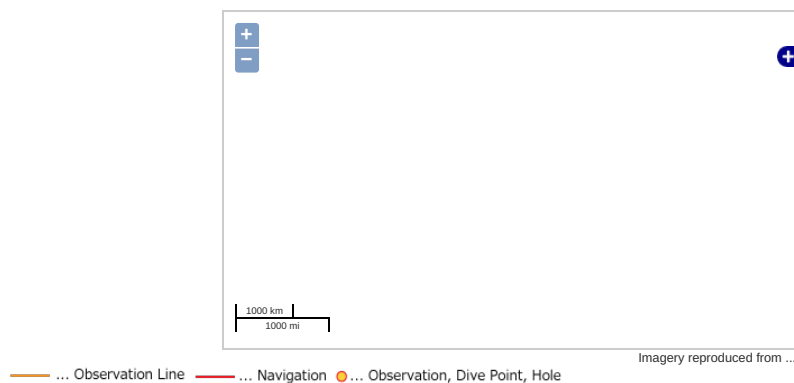 +
−
+
1000 km
1000 mi
Imagery reproduced from ...
... Observation Line ... Navigation ... Observation, Dive Point, Hole